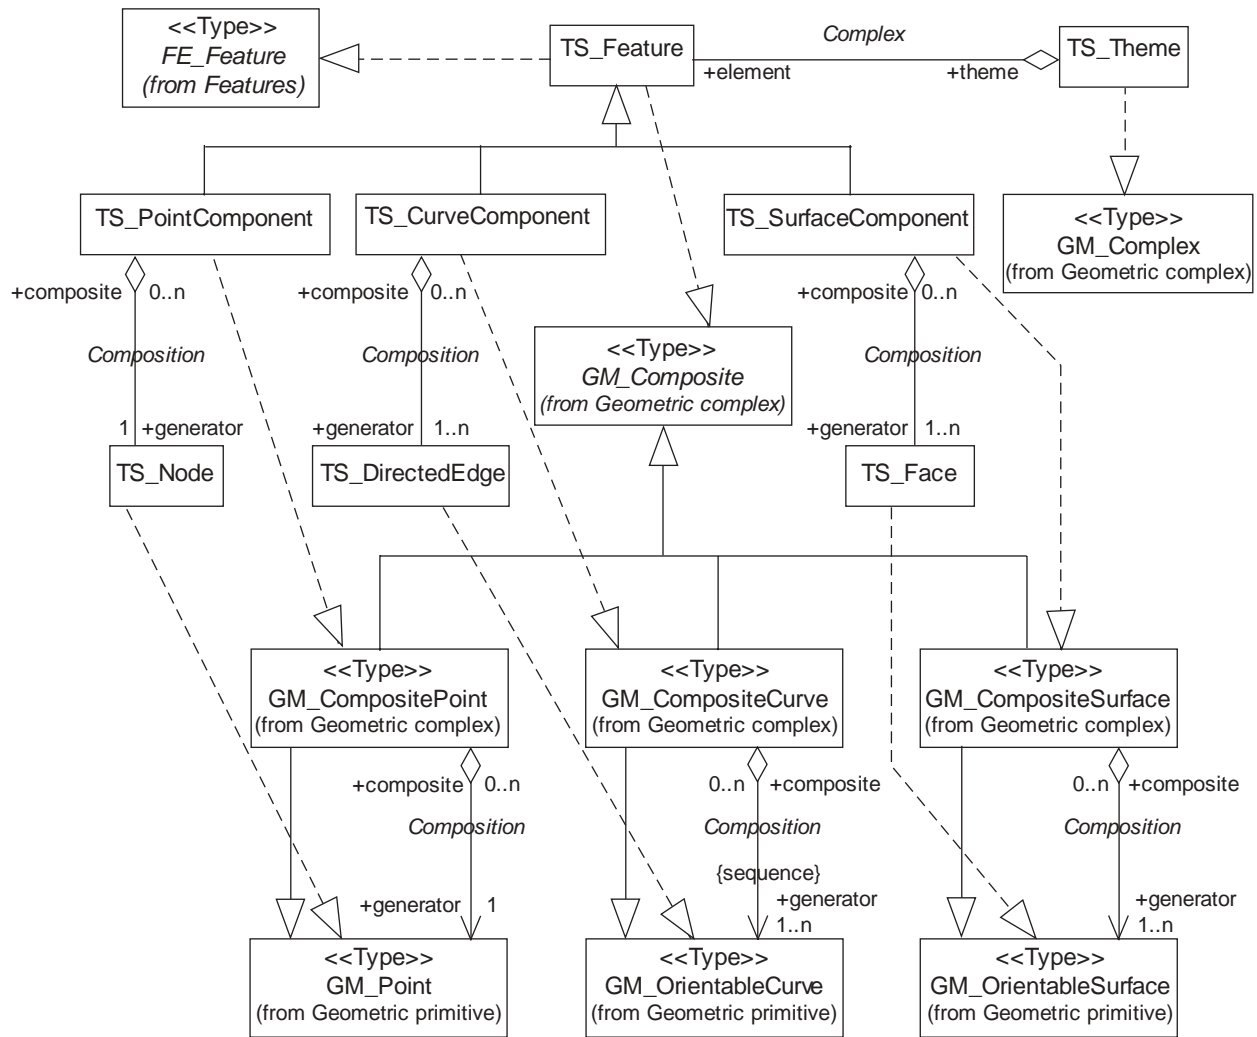 <<Type>>
FE_Feature
(from Features)
TS_Feature
Complex
+element
+theme
TS_Theme
TS_PointComponent
TS_CurveComponent
TS_SurfaceComponent
<<Type>>
GM_Complex
(from Geometric complex)
+composite
0..n
+composite
0..n
+composite
0..n
Composition
Composition
Composition
<<Type>>
GM_Composite
(from Geometric complex)
1
+generator
+generator
1..n
+generator
1..n
TS_Node
TS_DirectedEdge
TS_Face
<<Type>>
GM_CompositePoint
(from Geometric complex)
<<Type>>
GM_CompositeCurve
(from Geometric complex)
<<Type>>
GM_CompositeSurface
(from Geometric complex)
+composite
0..n
0..n
+composite
0..n
+composite
Composition
Composition
Composition
{sequence}
+generator
1
+generator
1..n
+generator
1..n
<<Type>>
GM_Point
(from Geometric primitive)
<<Type>>
GM_OrientableCurve
(from Geometric primitive)
<<Type>>
GM_OrientableSurface
(from Geometric primitive)